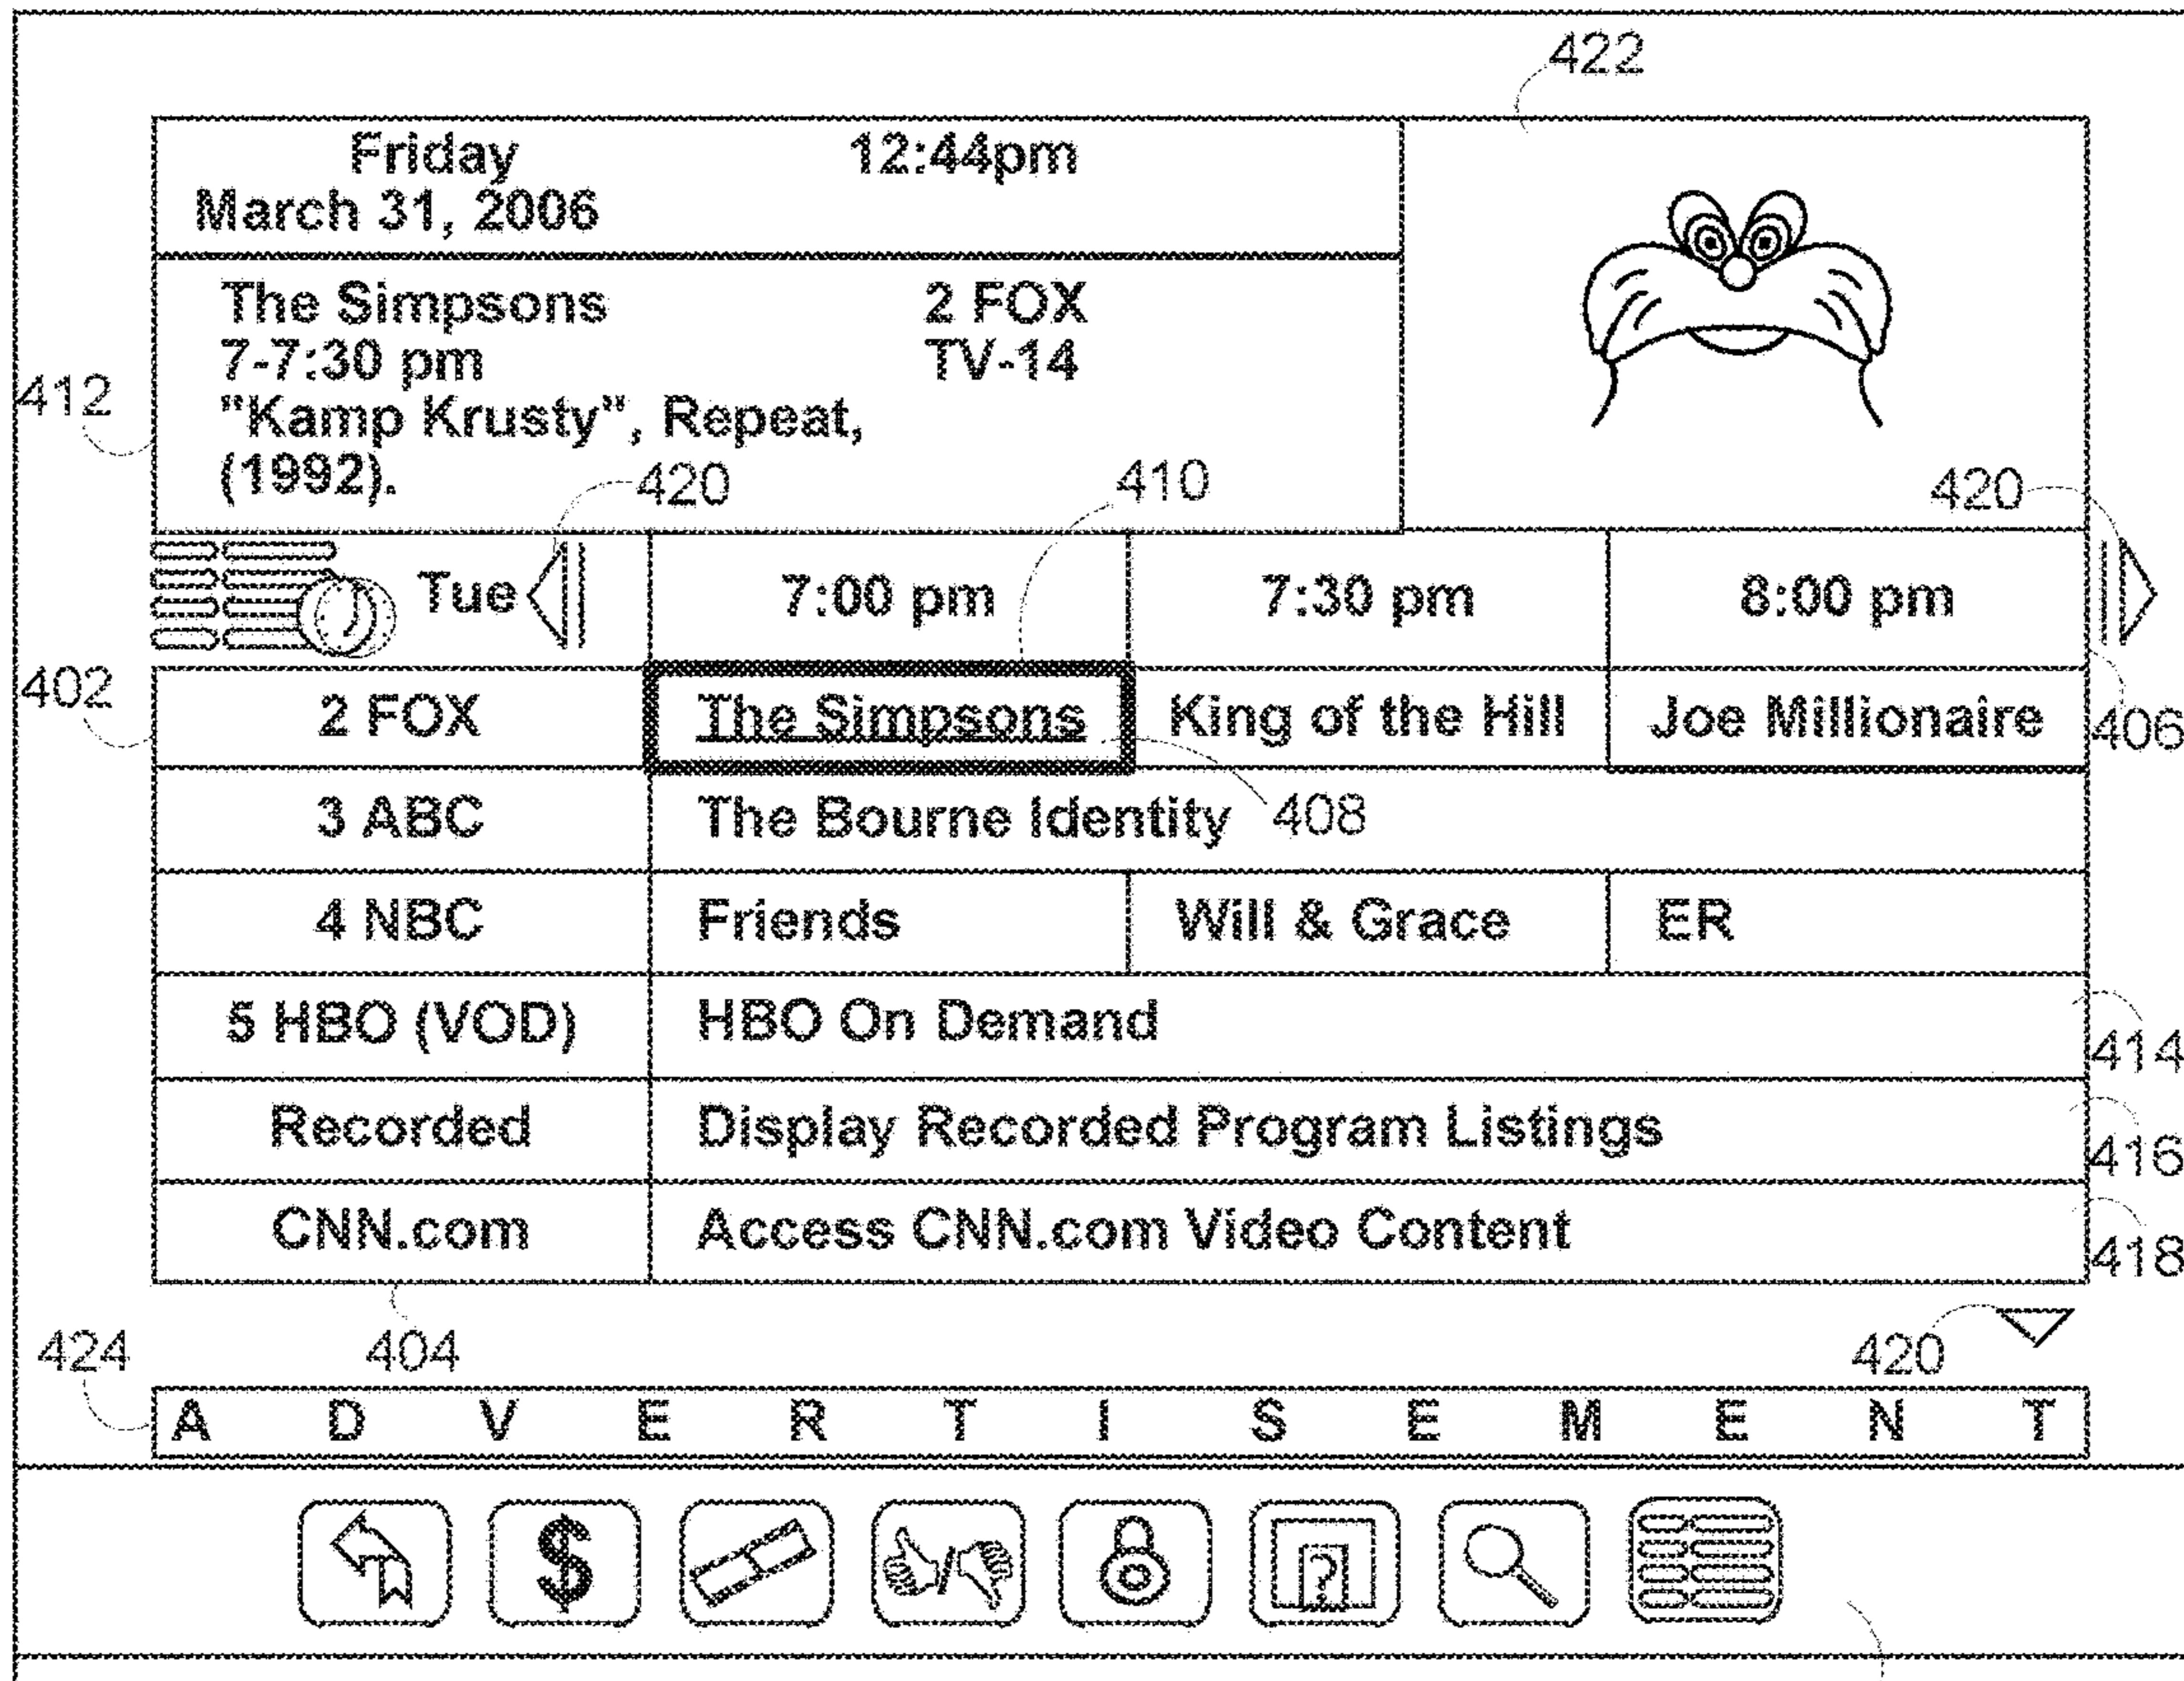 422
Friday 12:44pm
March 31, 2006
The Simpsons 2 FOX
7-7:30 pm TV-14
412
"Kamp Krusty", Repeat,
(1992).
420 410 420
Tue 7:00 pm 7:30 pm 8:00 pm
402
2 FOX The Simpsons King of the Hill Joe Millionaire
406
3 ABC The Bourne Identity 408
4 NBC Friends Will & Grace ER
5 HBO (VOD) HBO On Demand
414
Recorded Display Recorded Program Listings
416
CNN.com Access CNN.com Video Content
418
424 404 420
A D V E R T I S E M E N T
$ ?